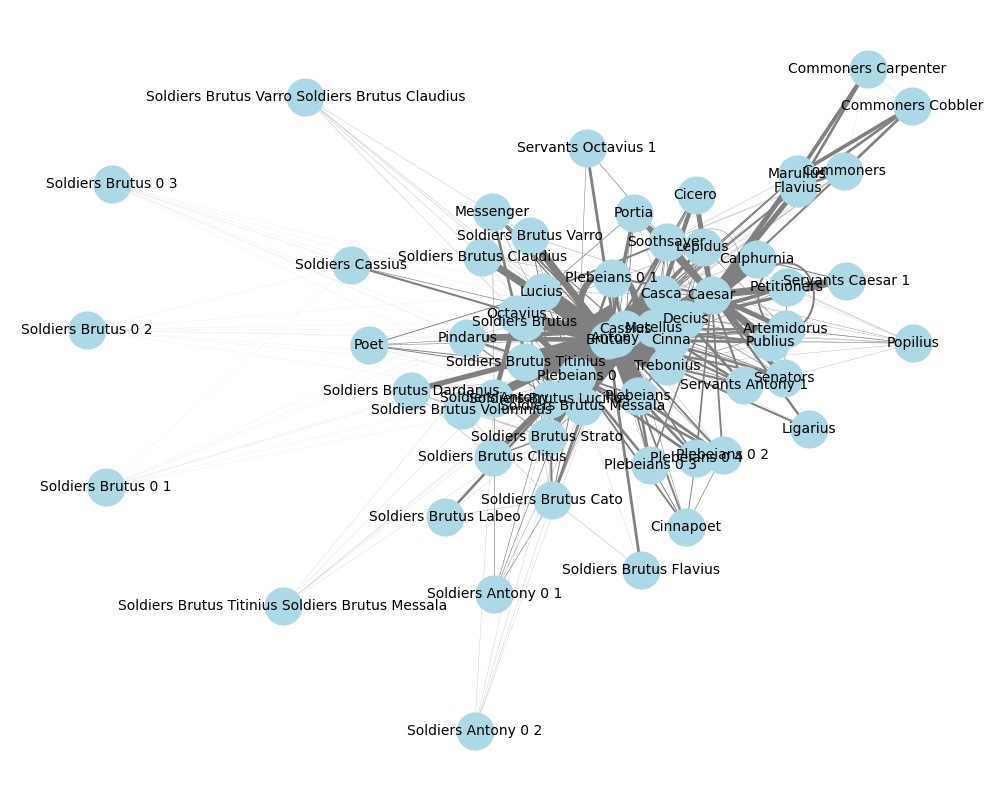 Commoners Carpenter
Soldiers Brutus Varro Soldiers Brutus Claudius
Commoners Cobbler
Servants Octavius 1
Marullus
Commoners
Soldiers Brutus 0 3
Flavius
Cicero
Messenger
Portia
Soldiers Brutus Varro
Soothsayer
Lepidus
Soldiers Claudius
Calphurnia
Soldiers Cassius
Plebeians 0 1
Servants Caesar 1
Petitioners
Lucius
Casca
Caesar
Octavius
Soldiers Brutus
Decius
Soldiers Brutus 0 2
Cassius
Metellus
Artemidorus
Poet
Pindarus
Brutus
Antony
Cinna
Publius
Popilius
Soldiers Brutus Titinius
Trebonius
Plebeians 0
Senators
Servants Antony 1
Soldiers Brutus Dardanus
Plebeians
Soldiers Brutus Lucilius
Soldiers Brutus Messala
Soldiers Brutus Volumnius
Ligarius
Soldiers Brutus Strato
Soldiers Brutus Clitus
Plebeians 0 2
Plebeians 0 4
Plebeians 0 3
Soldiers Brutus 0 1
Soldiers Brutus Cato
Soldiers Brutus Labeo
Cinnapoet
Soldiers Brutus Flavius
Soldiers Antony 0 1
Soldiers Brutus Titinius Soldiers Brutus Messala
Soldiers Antony 0 2